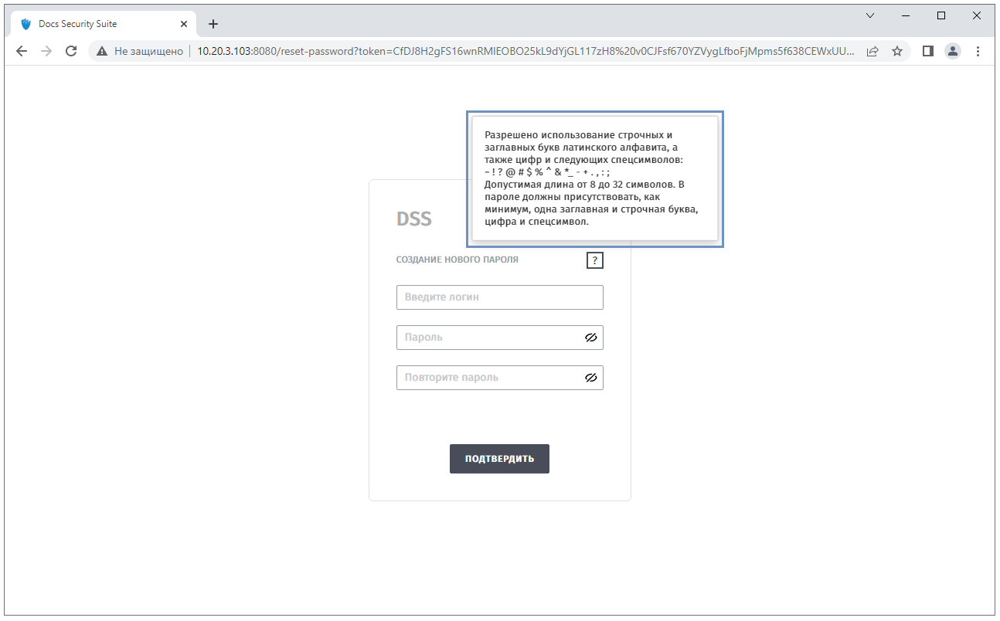 Docs Security Suite
Не защищено
10.20.3.103:8080/reset-password?token=CfDJ8H2gFS16wnRMlEOBO25kL9dYjGL117zH8%20v0CJFsf670YZVygLfboFjMpms5f638CEWxUU...
Разрешено использование строчных и
заглавных букв латинского алфавита, а
также цифр и следующих спецсимволов:
~ ! ? @ # $ % ^ & *_ - + . , : ;
Допустимая длина от 8 до 32 символов. В
пароле должны присутствовать, как
минимум, одна заглавная и строчная буква,
цифра и спецсимвол.
DSS
СОЗДАНИЕ НОВОГО ПАРОЛЯ
?
Введите логин
Пароль
Повторите пароль
ПОДТВЕРДИТЬ